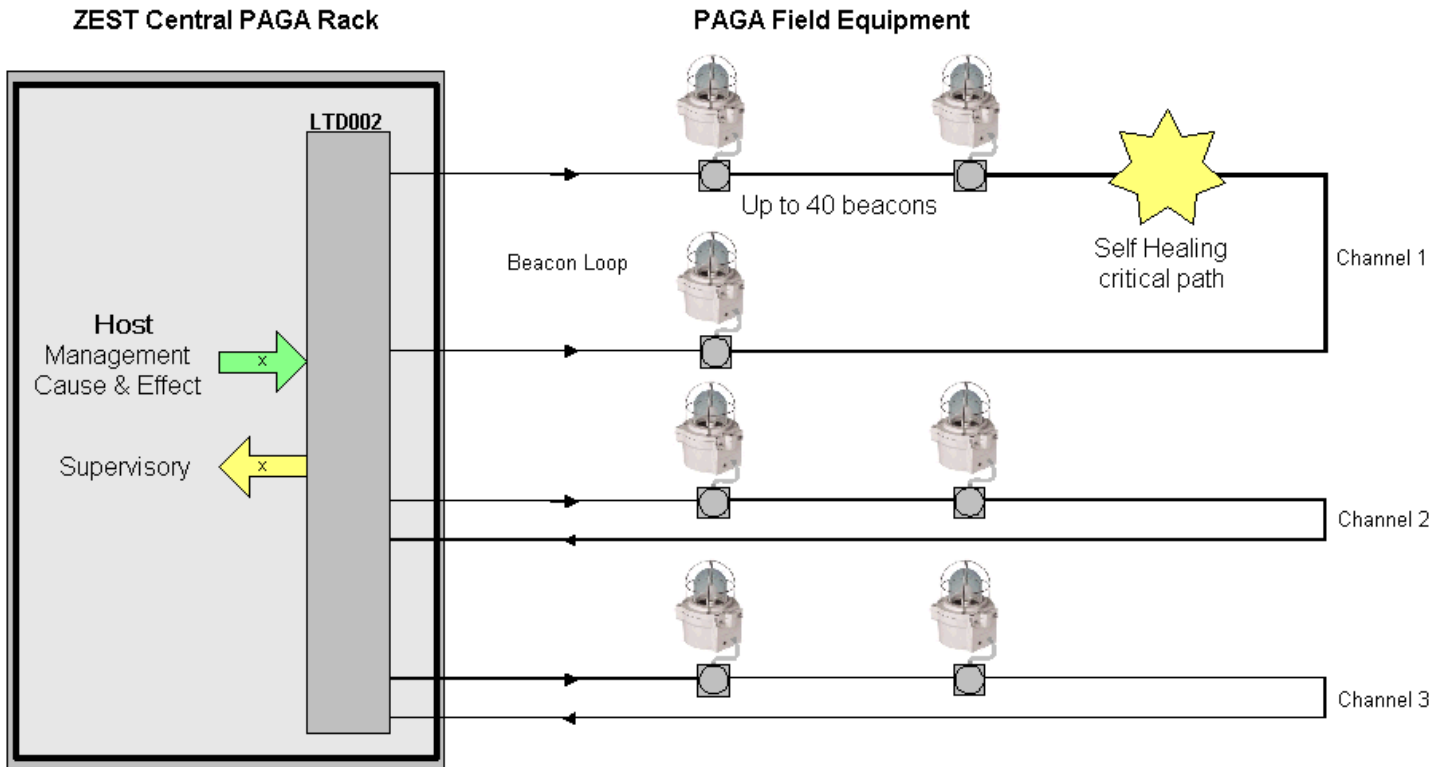 ZEST Central PAGA Rack
PAGA Field Equipment
LTD002
Up to 40 beacons
Self Healing
critical path
Channel 1
Beacon Loop
Host
Management
Cause & Effect
x
Supervisory
x
Channel 2
Channel 3